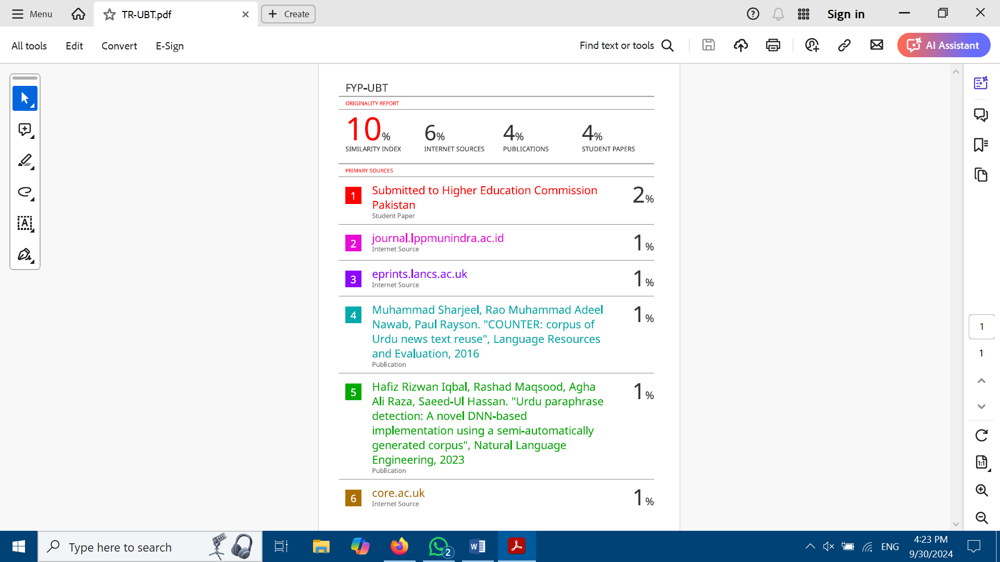 Menu
TR-UBT.pdf
Create
Sign in
All tools
Edit
Convert
E-Sign
Find text or tools
AI Assistant
FYP-UBT
ORIGINALITY REPORT
10%
SIMILARITY INDEX
6%
INTERNET SOURCES
4%
PUBLICATIONS
4%
STUDENT PAPERS
PRIMARY SOURCES
1
Submitted to Higher Education Commission
Pakistan
Student Paper
2%
2
journal.lppmunindra.ac.id
Internet Source
1%
3
eprints.lancs.ac.uk
Internet Source
1%
4
Muhammad Sharjeel, Rao Muhammad Adeel
Nawab, Paul Rayson. "COUNTER: corpus of
Urdu news text reuse", Language Resources
and Evaluation, 2016
Publication
1%
5
Hafiz Rizwan Iqbal, Rashad Maqsood, Agha
Ali Raza, Saeed-Ul Hassan. "Urdu paraphrase
detection: A novel DNN-based
implementation using a semi-automatically
generated corpus", Natural Language
Engineering, 2023
Publication
1%
6
core.ac.uk
Internet Source
1%
1
1
1:1
Type here to search
2
W
ENG
4:23 PM
9/30/2024